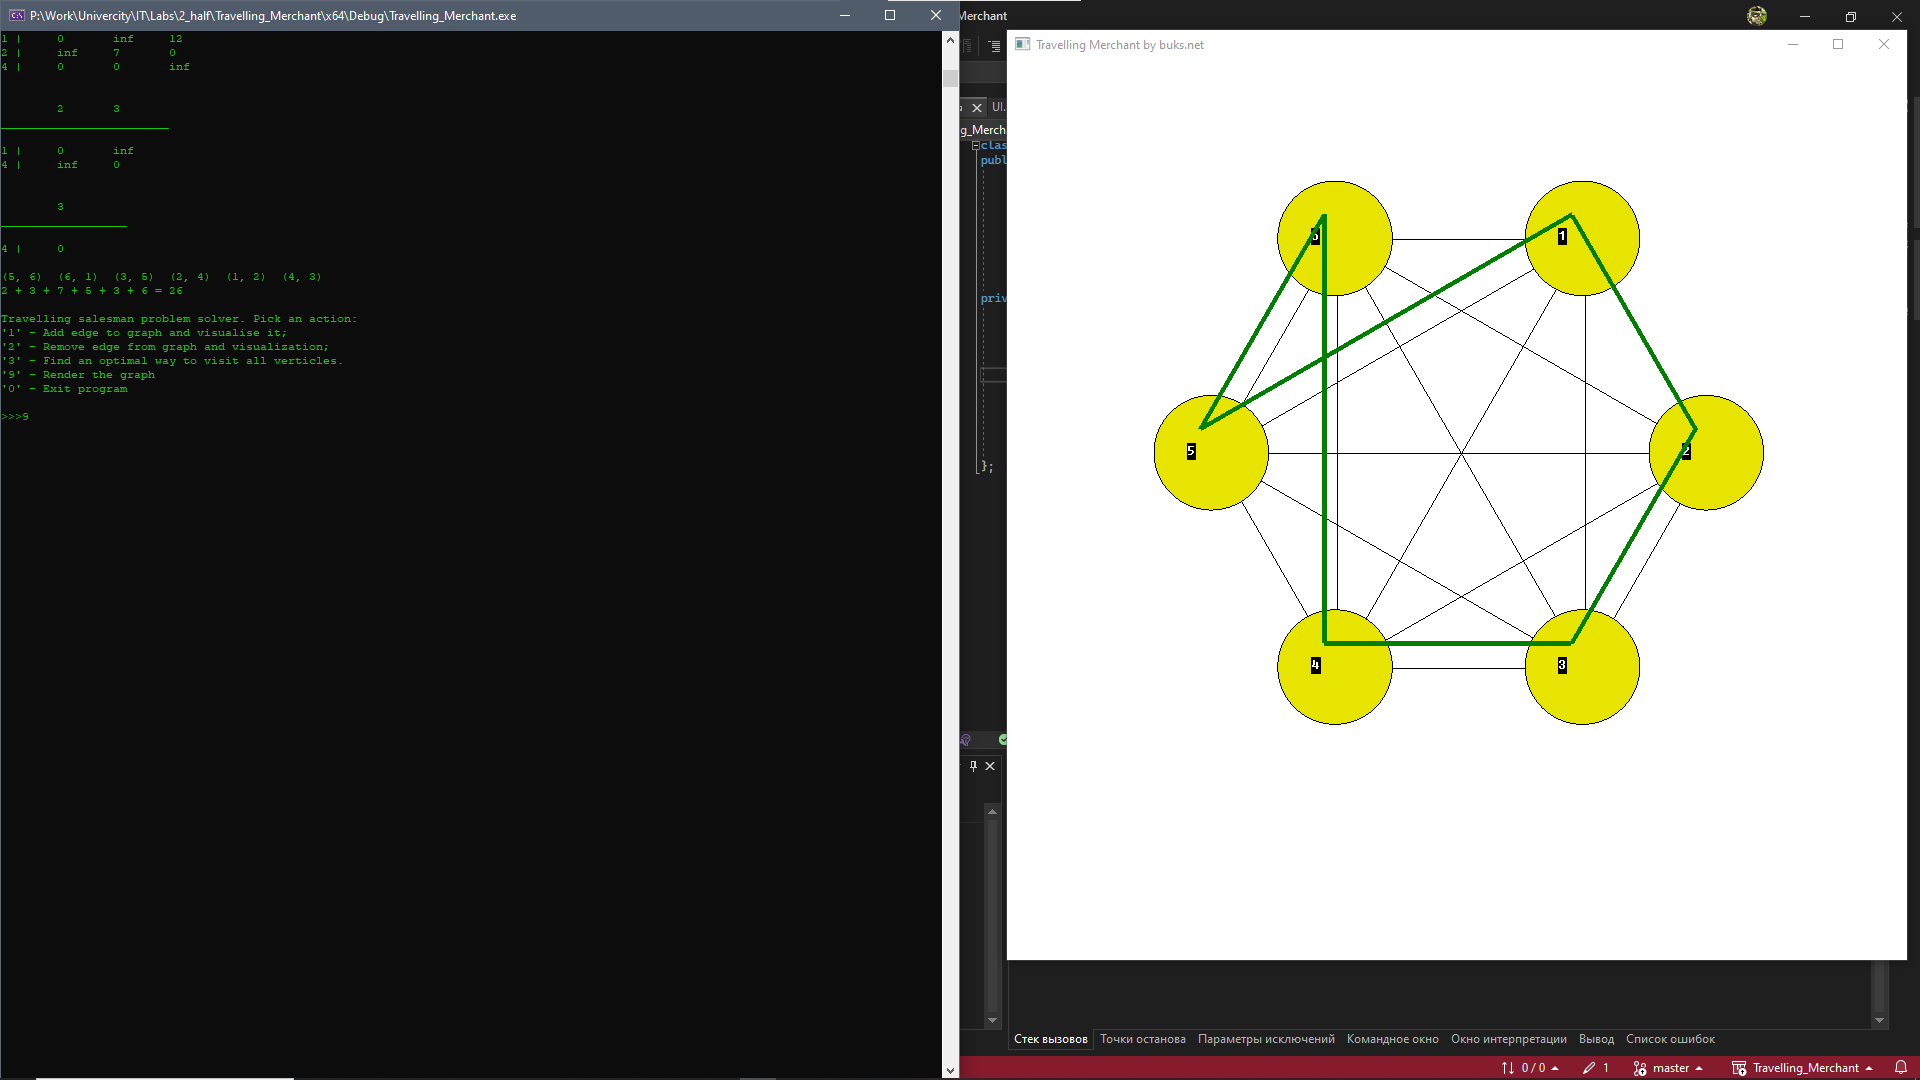 P:\Work\Univercity\IT\Labs\2_half\Travelling_Merchant\x64\Debug\Travelling_Merchant.exe
1 | 0 inf 12
2 | inf 7 0
4 | 0 0 inf
2 3
1 | 0 inf
4 | inf 0
3
4 | 0
(5, 6) (6, 1) (3, 5) (2, 4) (1, 2) (4, 3)
2 + 3 + 7 + 5 + 3 + 6 = 26
Travelling salesman problem solver. Pick an action:
'1' - Add edge to graph and visualise it;
'2' - Remove edge from graph and visualization;
'3' - Find an optimal way to visit all verticles.
'9' - Render the graph
'0' - Exit program
>>>9
Merchant
UI.
g_Merch
clas
publ
priv
};
Travelling Merchant by buks.net
1
5
2
4
3
Стек вызовов Точки останова Параметры исключений Командное окно Окно интерпретации Вывод Список ошибок
0 / 0 1 master Travelling_Merchant